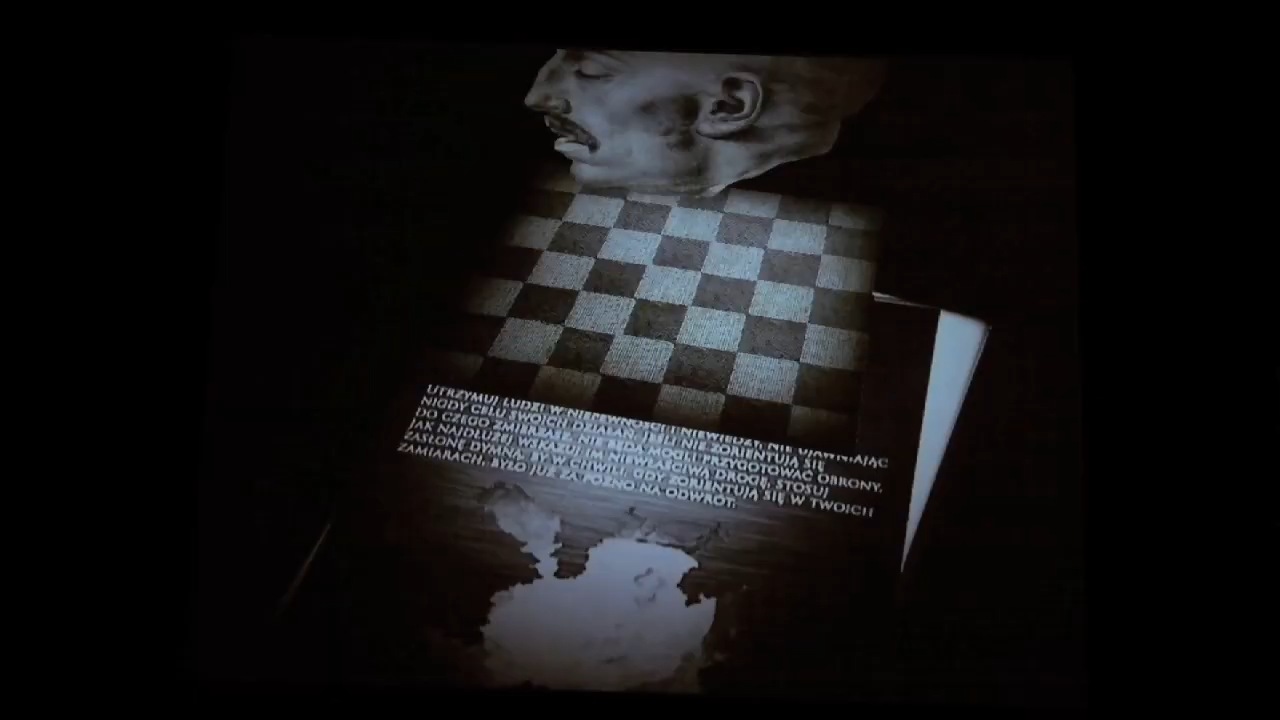 UTRZYMUJ LUDZI W NIEPEWNOŚCI I NIEWIEDZY, NIE UJAWNIAJĄC
NIGDY CELU SWOICH DZIAŁAŃ. JEŚLI NIE ZORIENTUJĄ SIĘ
DO CZEGO ZMIERZASZ, NIE BĘDĄ MOGLI PRZYGOTOWAĆ OBRONY.
JAK NAJDŁUŻEJ WSKAZUJ IM NIEWŁAŚCIWĄ DROGĘ, STOSUJ
ZASŁONĘ DYMNĄ, BY W CHWILI, GDY ZORIENTUJĄ SIĘ W TWOICH
ZAMIARACH, BYŁO JUŻ ZA PÓŹNO NA ODWRÓT.